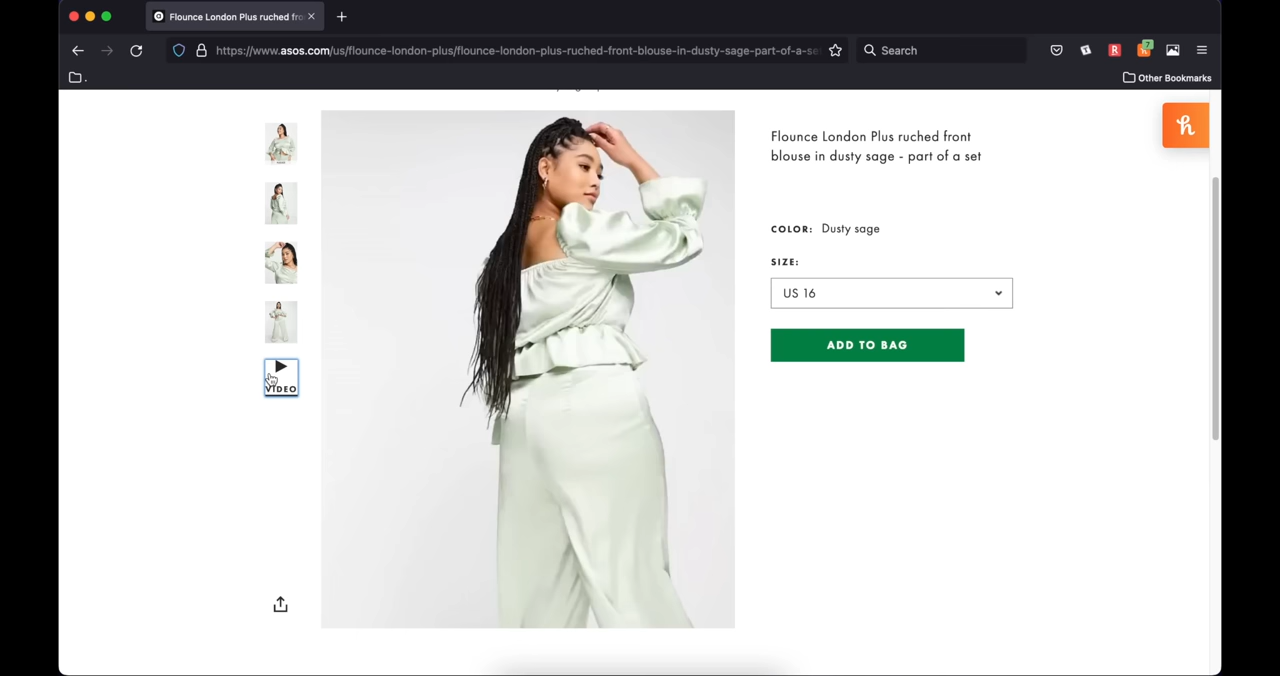 Flounce London Plus ruched fro
https://www.asos.com/us/flounce-london-plus/flounce-london-plus-ruched-front-blouse-in-dusty-sage-part-of-a-se
Search
R
7
.
Other Bookmarks
h
Flounce London Plus ruched front
blouse in dusty sage - part of a set
COLOR: Dusty sage
SIZE:
US 16
ADD TO BAG
VIDEO